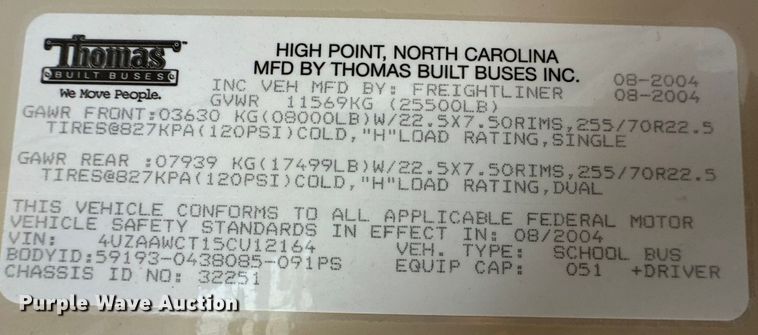 Thomas
BUILT BUSES
We Move People.
HIGH POINT, NORTH CAROLINA
MFD BY THOMAS BUILT BUSES INC.
08-2004
INC VEH MFD BY: FREIGHTLINER 08-2004
GVWR 11569KG (25500LB)
GAWR FRONT:03630 KG(08000LB)W/22.5X7.50RIMS,255/70R22.5
TIRES@827KPA(120PSI)COLD,"H"LOAD RATING,SINGLE
GAWR REAR :07939 KG(17499LB)W/22.5X7.50RIMS,255/70R22.5
TIRES@827KPA(120PSI)COLD,"H"LOAD RATING,DUAL
THIS VEHICLE CONFORMS TO ALL APPLICABLE FEDERAL MOTOR
VEHICLE SAFETY STANDARDS IN EFFECT IN: 08/2004
VIN: 4UZAAWCT15CU12164 VEH. TYPE: SCHOOL BUS
BODYID:59193-0438085-091PS EQUIP CAP: 051 +DRIVER
CHASSIS ID NO: 32251
Purple Wave Auction